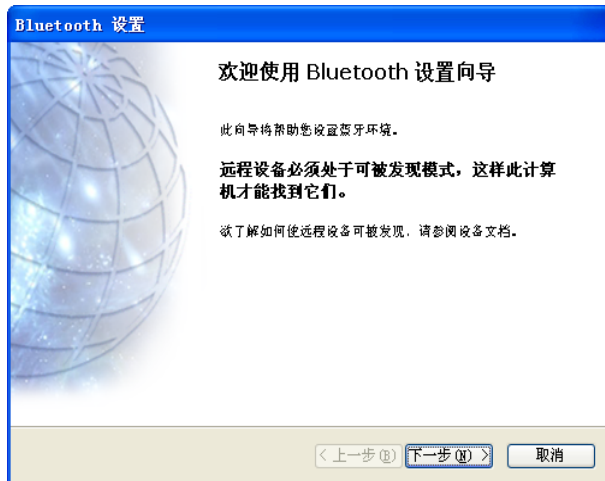 Bluetooth 设置
欢迎使用 Bluetooth 设置向导
此向导将帮助您设置蓝牙环境。
远程设备必须处于可被发现模式，这样此计算
机才能找到它们。
欲了解如何使远程设备可被发现，请参阅设备文档。
< 上一步(B) 下一步(N) > 取消